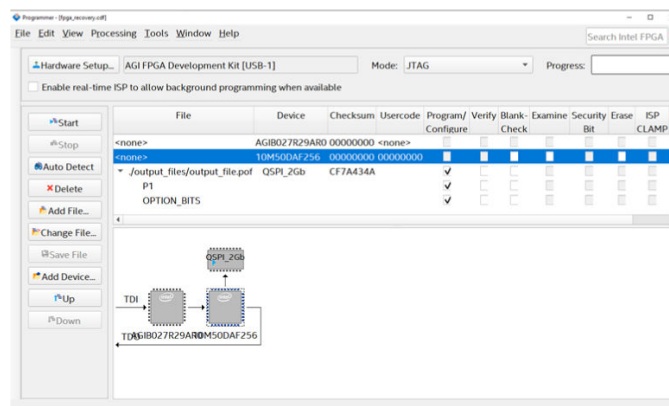 Programmer - [fpga_recovery.cdf]
File Edit View Processing Tools Window Help
Search Intel FPGA
Hardware Setup... AGI FPGA Development Kit [USB-1] Mode: JTAG Progress:
Enable real-time ISP to allow background programming when available
File Device Checksum Usercode Program/ Verify Blank- Examine Security Erase ISP
Configure Check Bit CLAMP
Start
Stop
Auto Detect
Delete
Add File...
Change File...
Save File
Add Device...
Up
Down
<none> AGIB027R29AR0 00000000 <none>
<none> 10M50DAF256 00000000 00000000
./output_files/output_file.pof QSPI_2Gb CF7A434A
P1
OPTION_BITS
QSPI_2Gb
TDI
intel
intel
TDO
AGIB027R29AR0
10M50DAF256